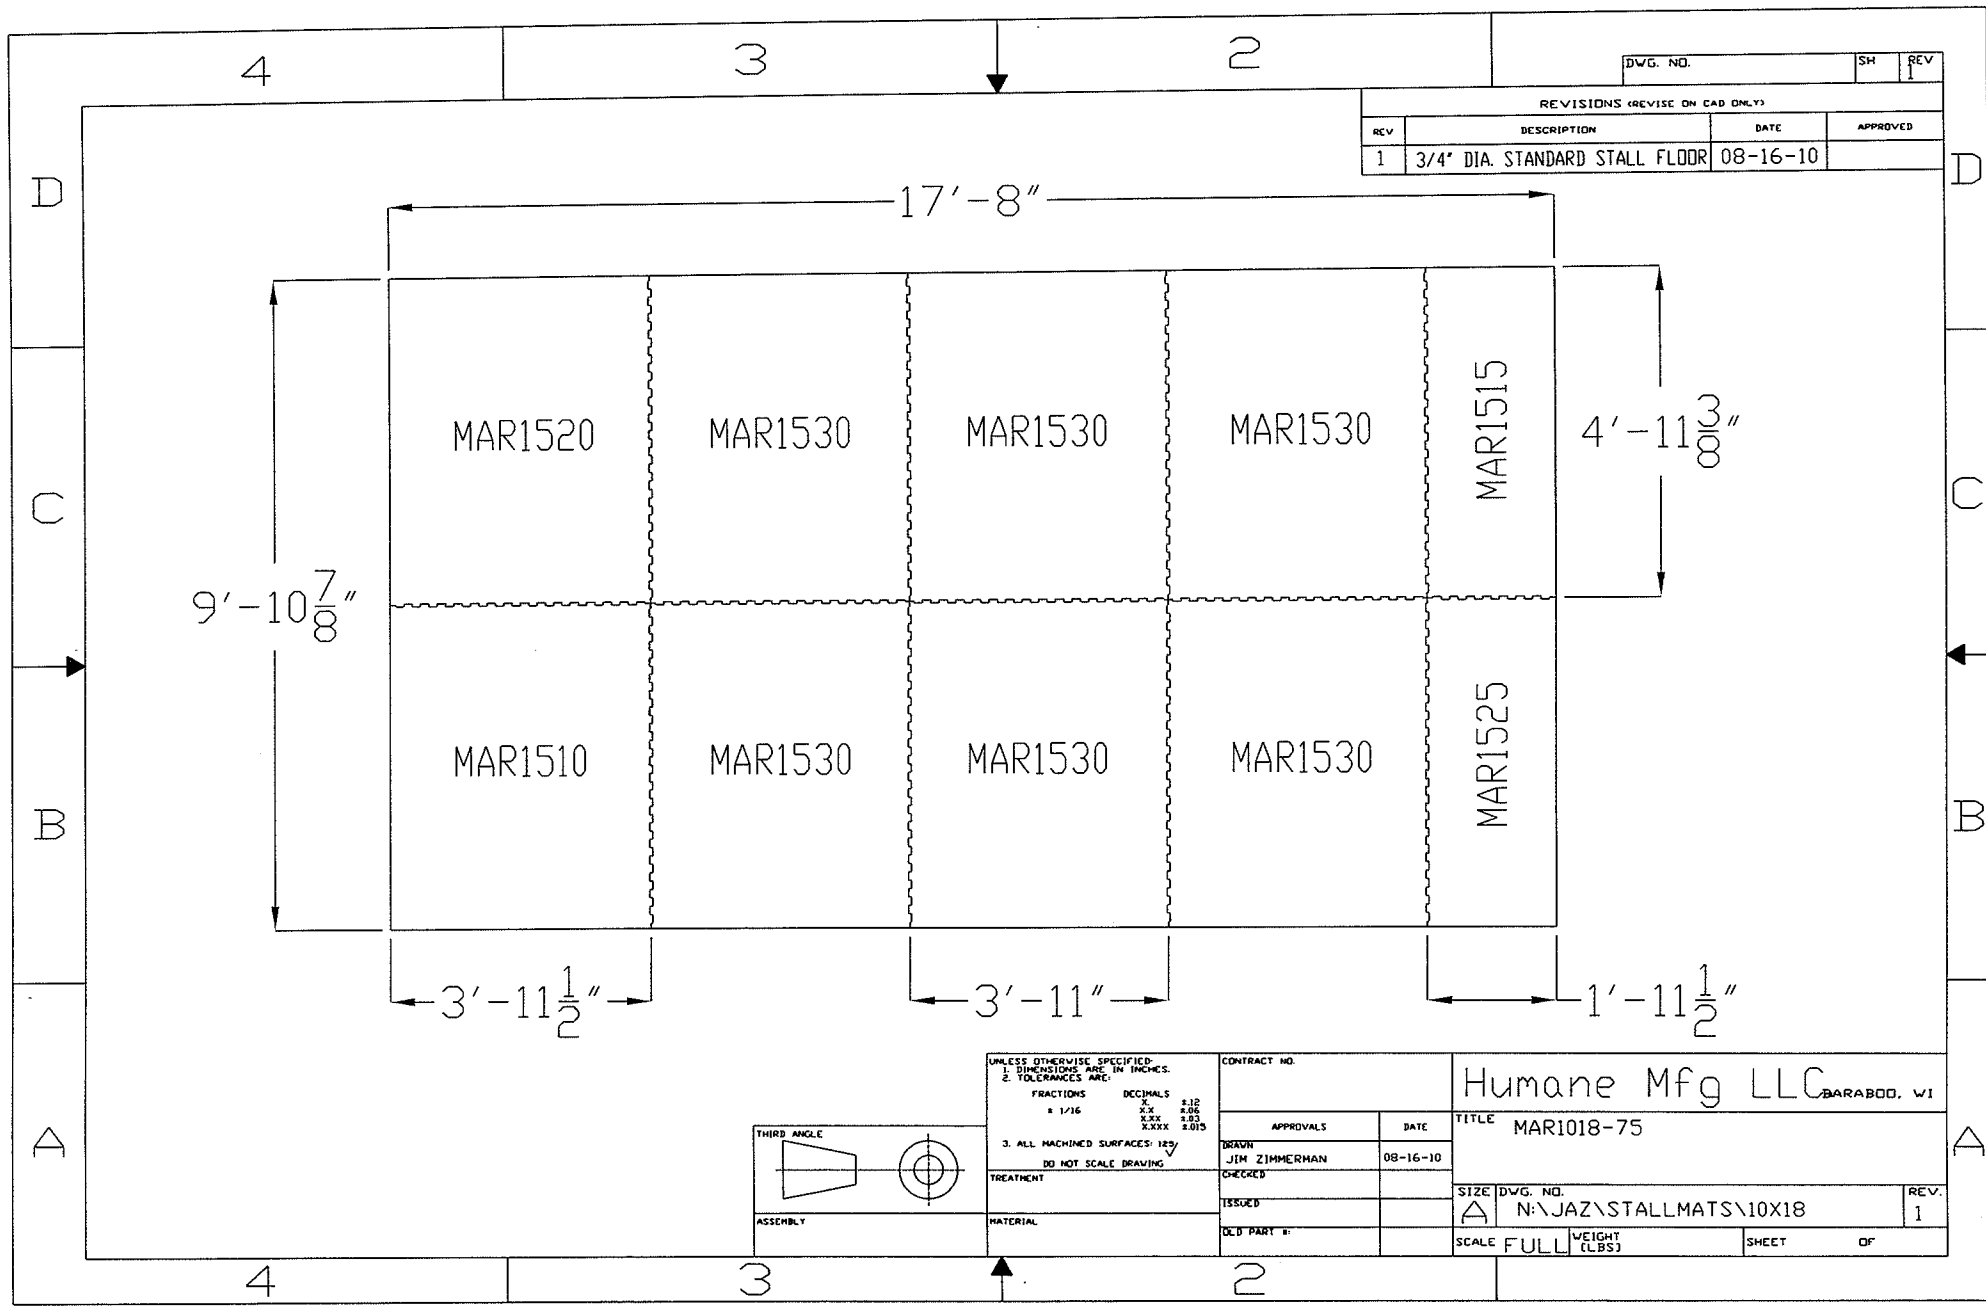 4 3 2
DWG. NO. SH REV
1
REVISIONS (REVISE ON CAD ONLY)
REV DESCRIPTION DATE APPROVED
1 3/4" DIA. STANDARD STALL FLOOR 08-16-10
D D
17'-8"
MAR1520 MAR1530 MAR1530 MAR1530 MAR1515
4'-11 3/8"
C C
9'-10 7/8"
MAR1510 MAR1530 MAR1530 MAR1530 MAR1525
B B
3'-11 1/2" 3'-11" 1'-11 1/2"
A A
THIRD ANGLE
ASSEMBLY
UNLESS OTHERWISE SPECIFIED:
1. DIMENSIONS ARE IN INCHES.
2. TOLERANCES ARE:
FRACTIONS DECIMALS
± 1/16 X. ±.12
X.X ±.06
X.XX ±.03
X.XXX ±.015
3. ALL MACHINED SURFACES: 125
DO NOT SCALE DRAWING
TREATMENT
MATERIAL
CONTRACT NO.
APPROVALS DATE
DRAWN
JIM ZIMMERMAN 08-16-10
CHECKED
ISSUED
OLD PART #:
Humane Mfg LLC BARABOO, WI
TITLE MAR1018-75
SIZE DWG. NO. REV.
A N:\JAZ\STALLMATS\10X18 1
SCALE FULL WEIGHT (LBS) SHEET OF
4 3 2